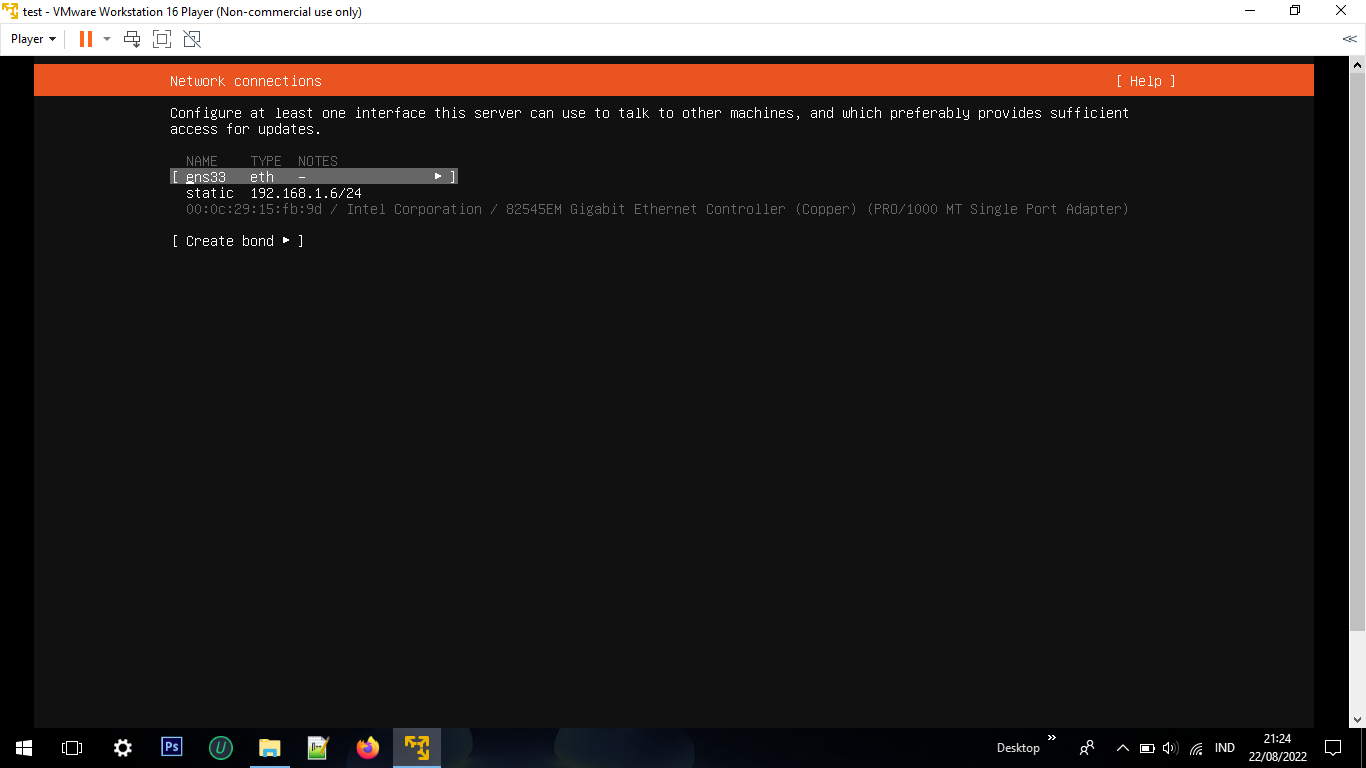 test - VMware Workstation 16 Player (Non-commercial use only)
Player
Network connections [ Help ]
Configure at least one interface this server can use to talk to other machines, and which preferably provides sufficient
access for updates.
NAME TYPE NOTES
[ ens33 eth – ▸ ]
static 192.168.1.6/24
00:0c:29:15:fb:9d / Intel Corporation / 82545EM Gigabit Ethernet Controller (Copper) (PRO/1000 MT Single Port Adapter)
[ Create bond ▸ ]
Ps
U
Desktop
IND
21:24
22/08/2022